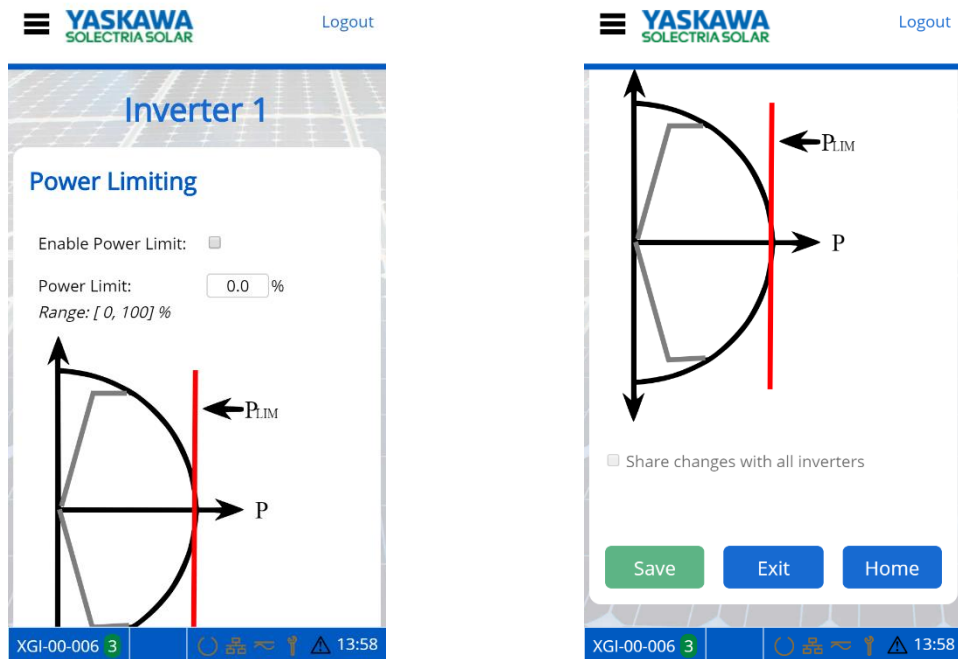 YASKAWA
SOLECTRIA SOLAR
Logout
Inverter 1
Power Limiting
Enable Power Limit:
Power Limit: 0.0 %
Range: [ 0, 100] %
PLIM
P
XGI-00-006 3 13:58
YASKAWA
SOLECTRIA SOLAR
Logout
PLIM
P
Share changes with all inverters
Save Exit Home
XGI-00-006 3 13:58